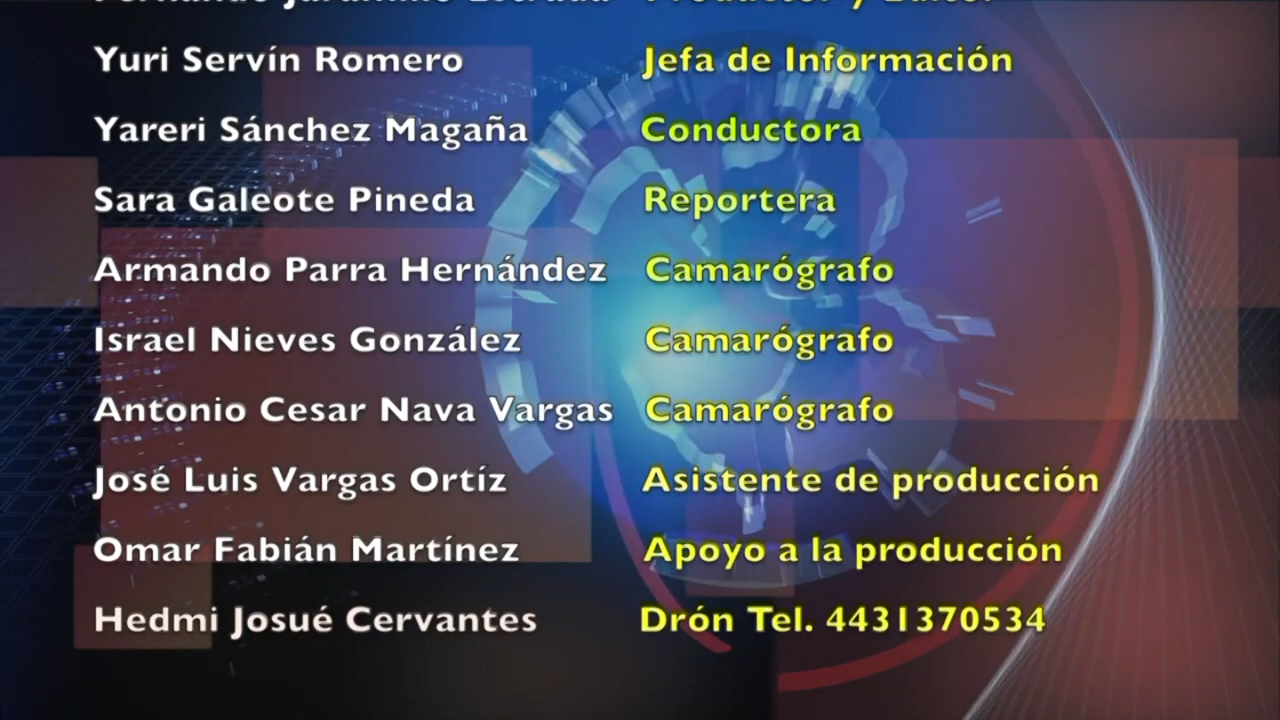 Yuri Servín Romero Jefa de Información
Yareri Sánchez Magaña Conductora
Sara Galeote Pineda Reportera
Armando Parra Hernández Camarógrafo
Israel Nieves González Camarógrafo
Antonio Cesar Nava Vargas Camarógrafo
José Luis Vargas Ortíz Asistente de producción
Omar Fabián Martínez Apoyo a la producción
Hedmi Josué Cervantes Drón Tel. 4431370534